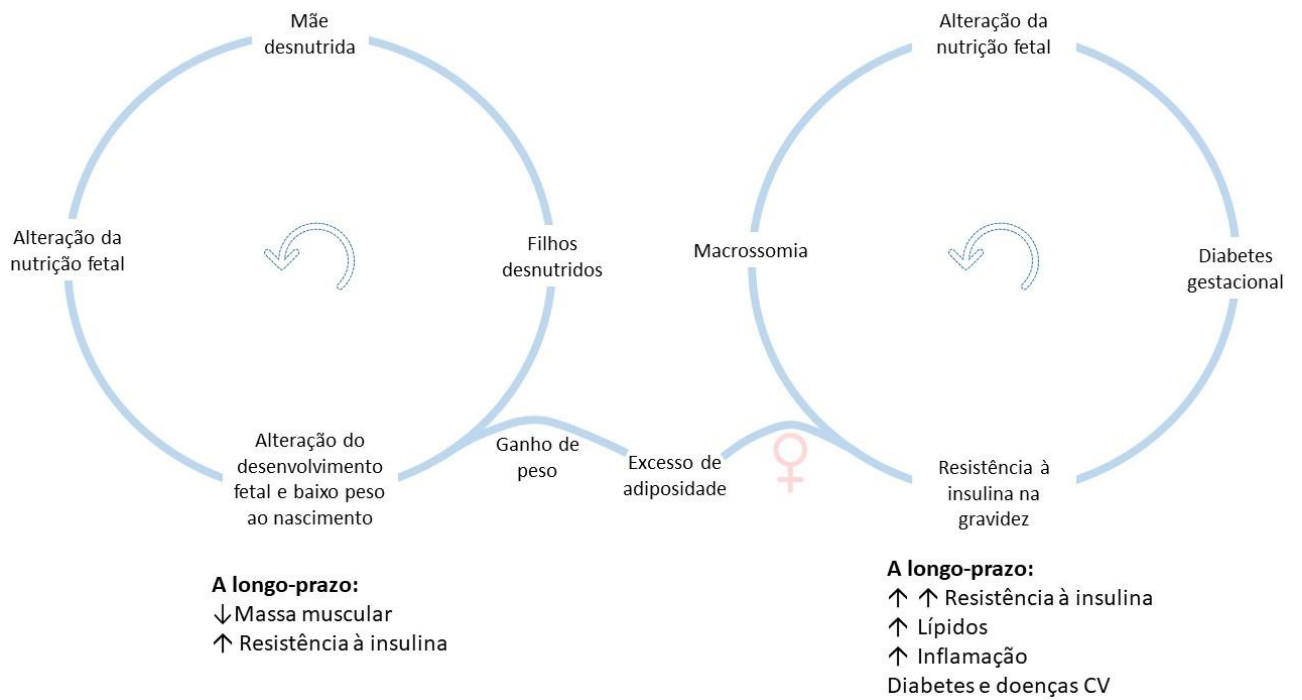 Mãe
desnutrida
Alteração da
nutrição fetal
Alteração do
desenvolvimento
fetal e baixo peso
ao nascimento
Filhos
desnutridos
Ganho de
peso
Excesso de
adiposidade
Alteração da
nutrição fetal
Macrossomia
Diabetes
gestacional
Resistência à
insulina na
gravidez
A longo-prazo:
↓ Massa muscular
↑ Resistência à insulina
A longo-prazo:
↑ ↑ Resistência à insulina
↑ Lípidos
↑ Inflamação
Diabetes e doenças CV